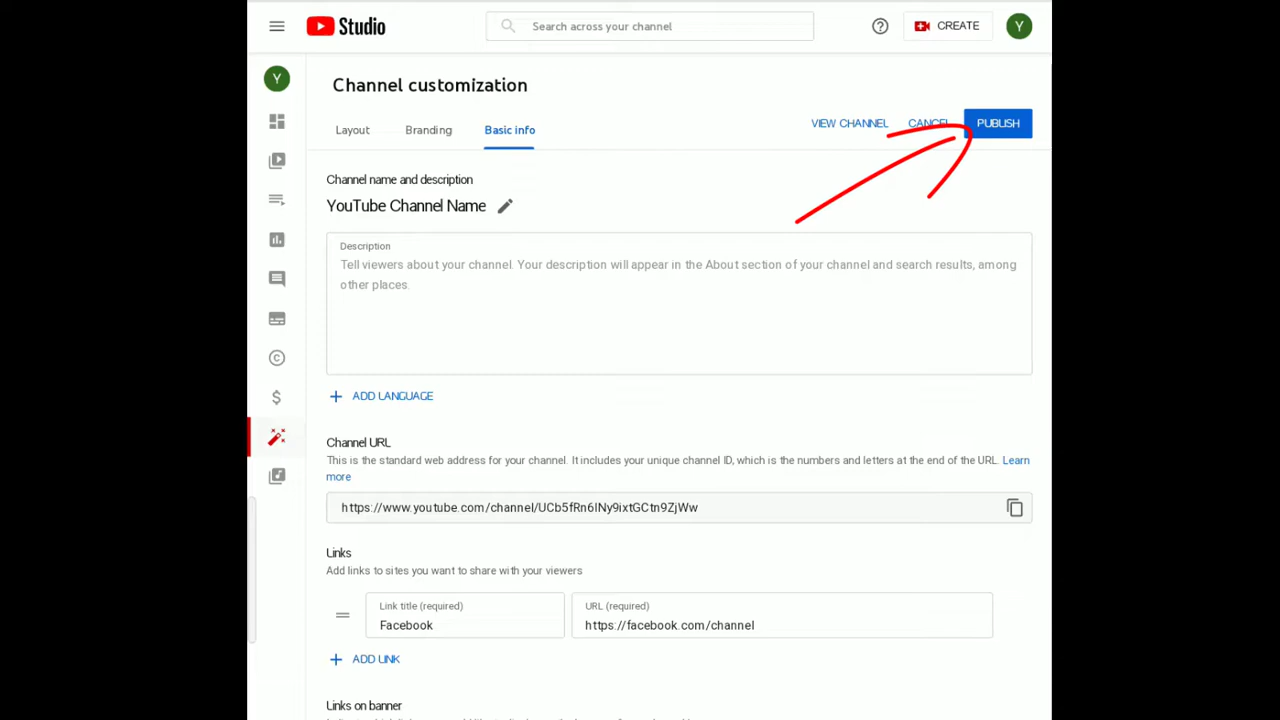 Studio
Search across your channel
CREATE
Y
Y
Channel customization
Layout
Branding
Basic info
VIEW CHANNEL
CANCEL
PUBLISH
Channel name and description
YouTube Channel Name
Description
Tell viewers about your channel. Your description will appear in the About section of your channel and search results, among
other places.
ADD LANGUAGE
Channel URL
This is the standard web address for your channel. It includes your unique channel ID, which is the numbers and letters at the end of the URL. Learn
more
https://www.youtube.com/channel/UCb5fRn6INy9ixtGCtn9ZjWw
Links
Add links to sites you want to share with your viewers
Link title (required)
Facebook
URL (required)
https://facebook.com/channel
ADD LINK
Links on banner